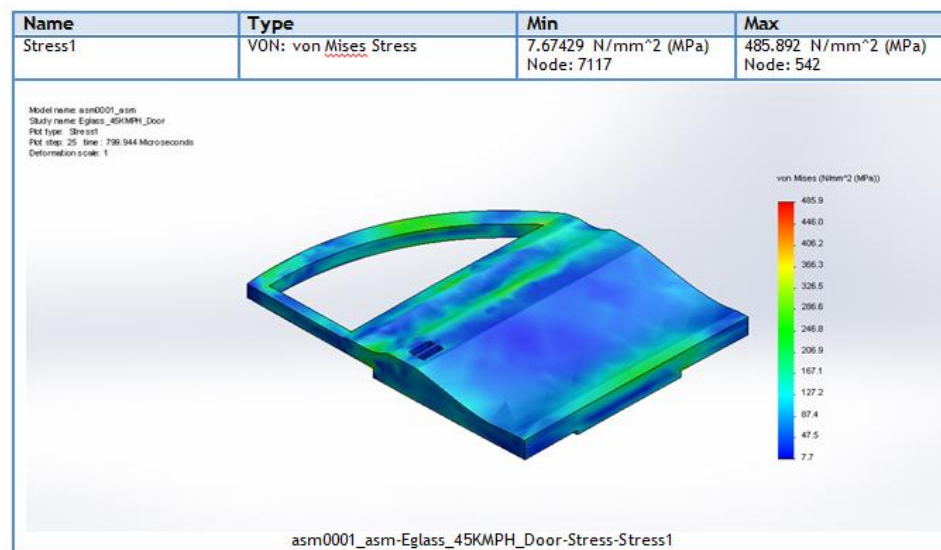 Name Type Min Max
Stress1 VON: von Mises Stress 7.67429 N/mm^2 (MPa) 485.892 N/mm^2 (MPa)
Node: 7117 Node: 542
Model name: asm0001_asm
Study name: Eglass_45KMPH_Door
Plot type: Stress1
Plot step: 25 time : 799.944 Microseconds
Deformation scale: 1
von Mises (N/mm^2 (MPa))
485.9
446.0
406.2
366.3
326.5
286.6
246.8
206.9
167.1
127.2
87.4
47.5
7.7
asm0001_asm-Eglass_45KMPH_Door-Stress-Stress1